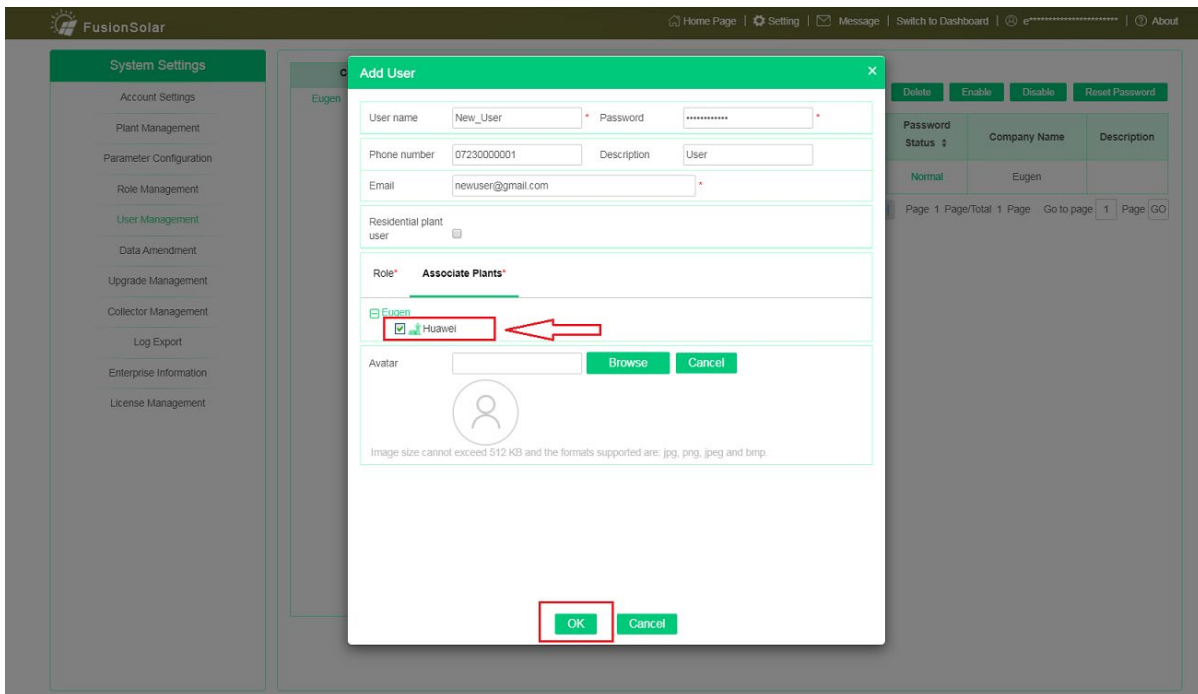 FusionSolar
Home Page | Setting | Message | Switch to Dashboard | e************************ | About
System Settings
Account Settings
Plant Management
Parameter Configuration
Role Management
User Management
Data Amendment
Upgrade Management
Collector Management
Log Export
Enterprise Information
License Management
C
Eugen
Delete Enable Disable Reset Password
Password Status Company Name Description
Normal Eugen
Page 1 Page/Total 1 Page Go to page 1 Page GO
Add User ×
User name New_User * Password •••••••••••• *
Phone number 07230000001 Description User
Email newuser@gmail.com *
Residential plant
user
Role* Associate Plants*
Eugen
Huawei
Avatar Browse Cancel
Image size cannot exceed 512 KB and the formats supported are: jpg, png, jpeg and bmp.
OK Cancel